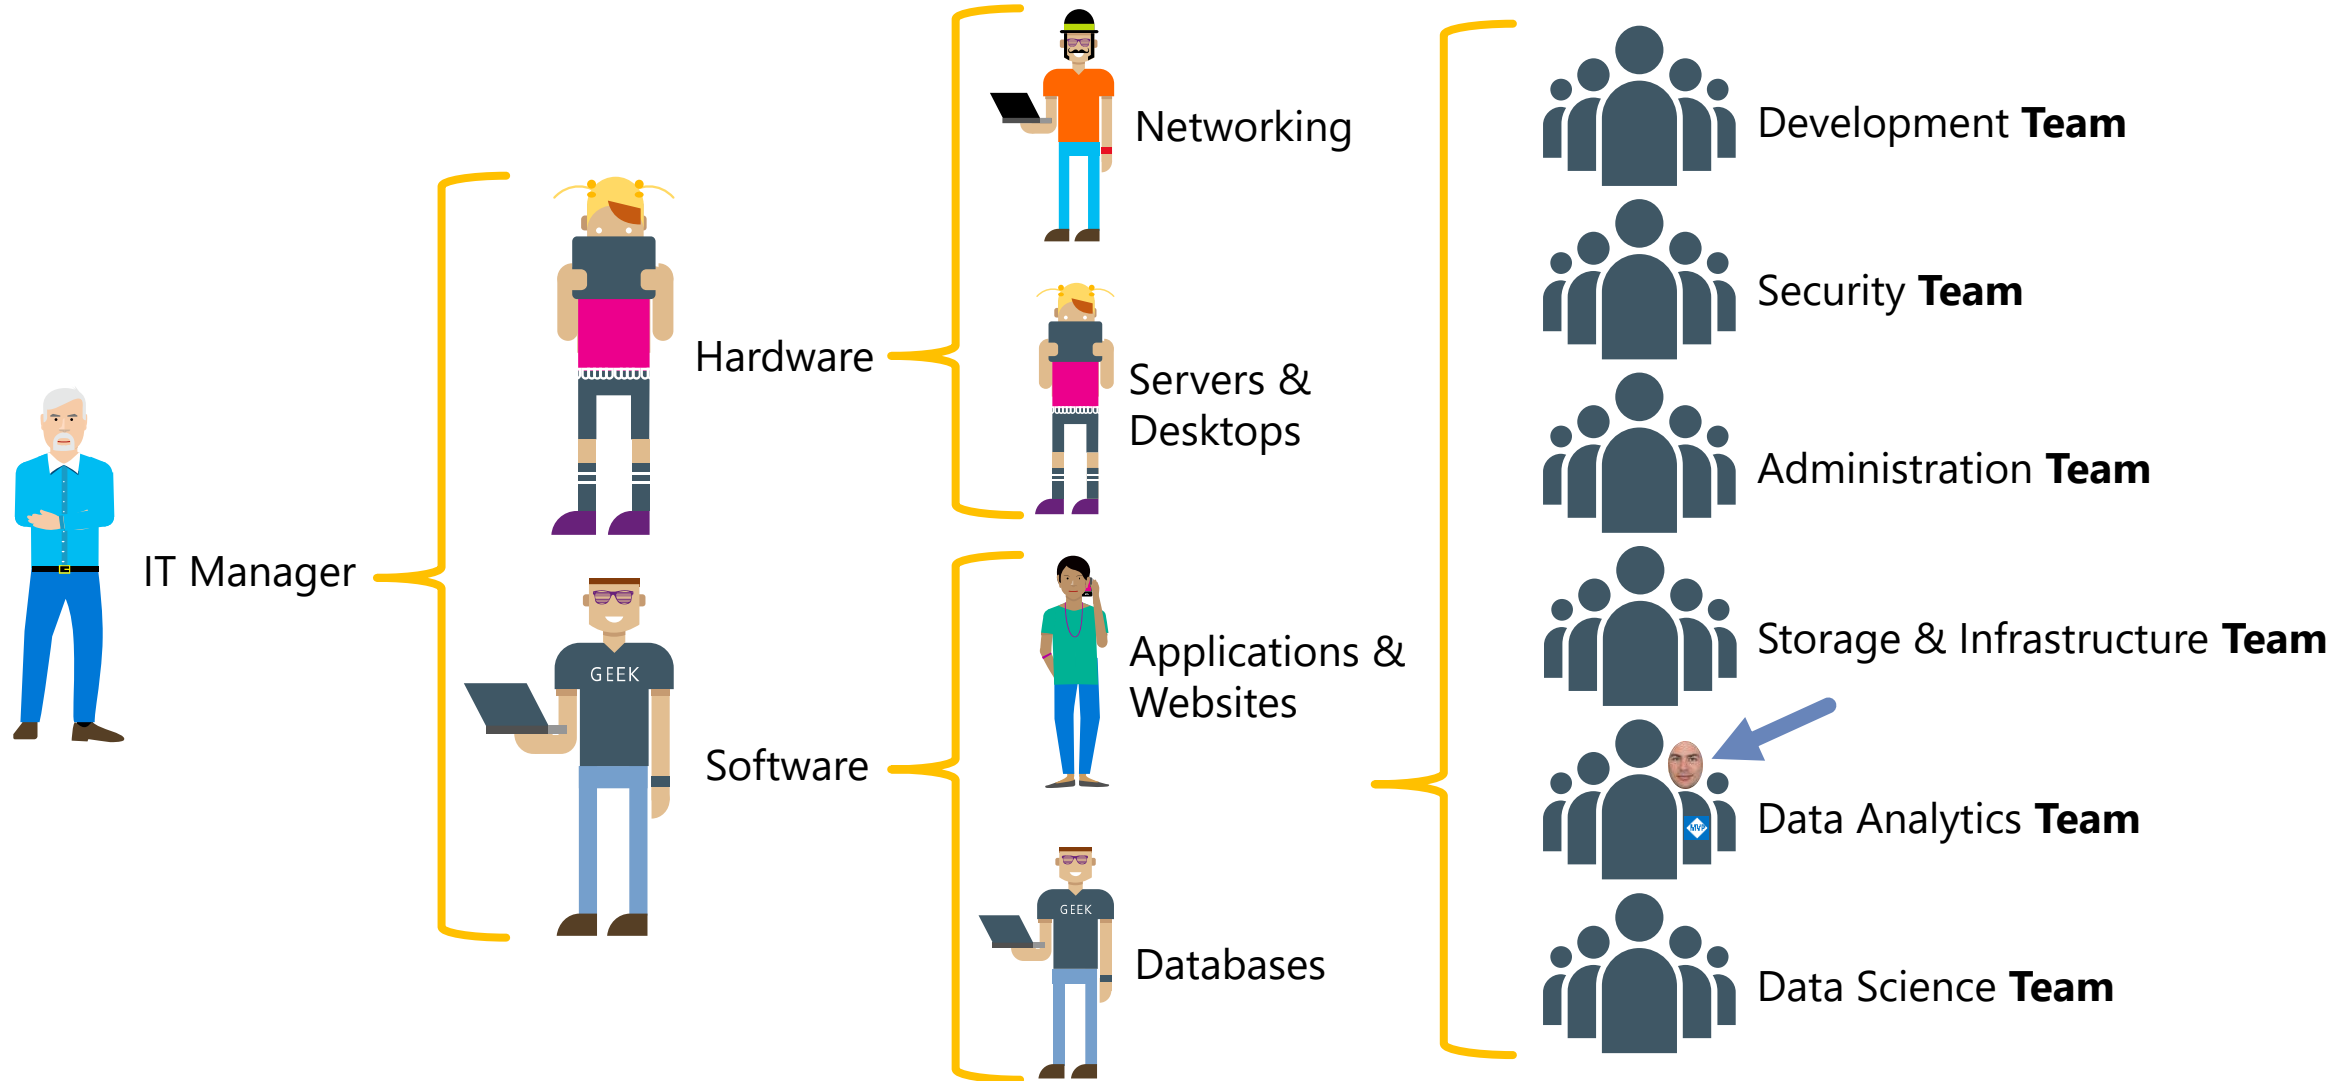 IT Manager
Hardware
GEEK
Software
Networking
Servers &
Desktops
Applications &
Websites
GEEK
Databases
Development Team
Security Team
Administration Team
Storage & Infrastructure Team
MVP
Data Analytics Team
Data Science Team